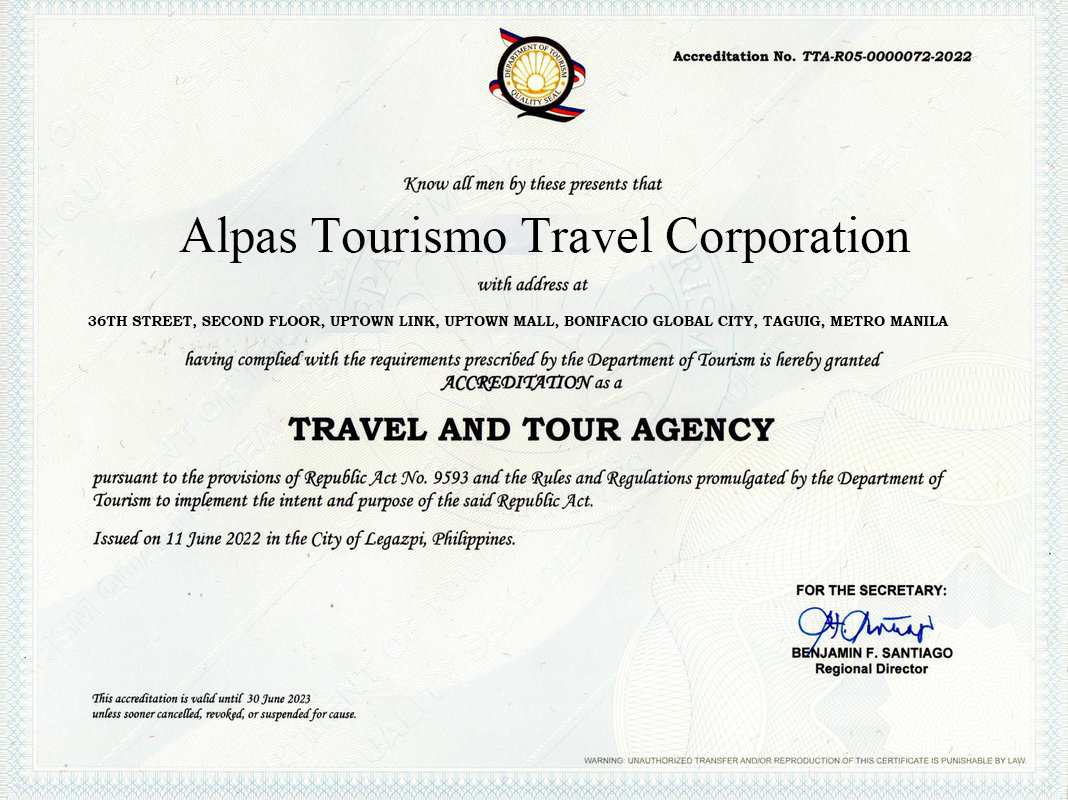 DEPARTMENT OF TOURISM
QUALITY SEAL
Accreditation No. TTA-R05-0000072-2022
Know all men by these presents that
Alpas Tourismo Travel Corporation
with address at
36TH STREET, SECOND FLOOR, UPTOWN LINK, UPTOWN MALL, BONIFACIO GLOBAL CITY, TAGUIG, METRO MANILA
having complied with the requirements prescribed by the Department of Tourism is hereby granted
ACCREDITATION as a
TRAVEL AND TOUR AGENCY
pursuant to the provisions of Republic Act No. 9593 and the Rules and Regulations promulgated by the Department of
Tourism to implement the intent and purpose of the said Republic Act.
Issued on 11 June 2022 in the City of Legazpi, Philippines.
FOR THE SECRETARY:
BENJAMIN F. SANTIAGO
Regional Director
This accreditation is valid until 30 June 2023
unless sooner cancelled, revoked, or suspended for cause.
WARNING: UNAUTHORIZED TRANSFER AND/OR REPRODUCTION OF THIS CERTIFICATE IS PUNISHABLE BY LAW